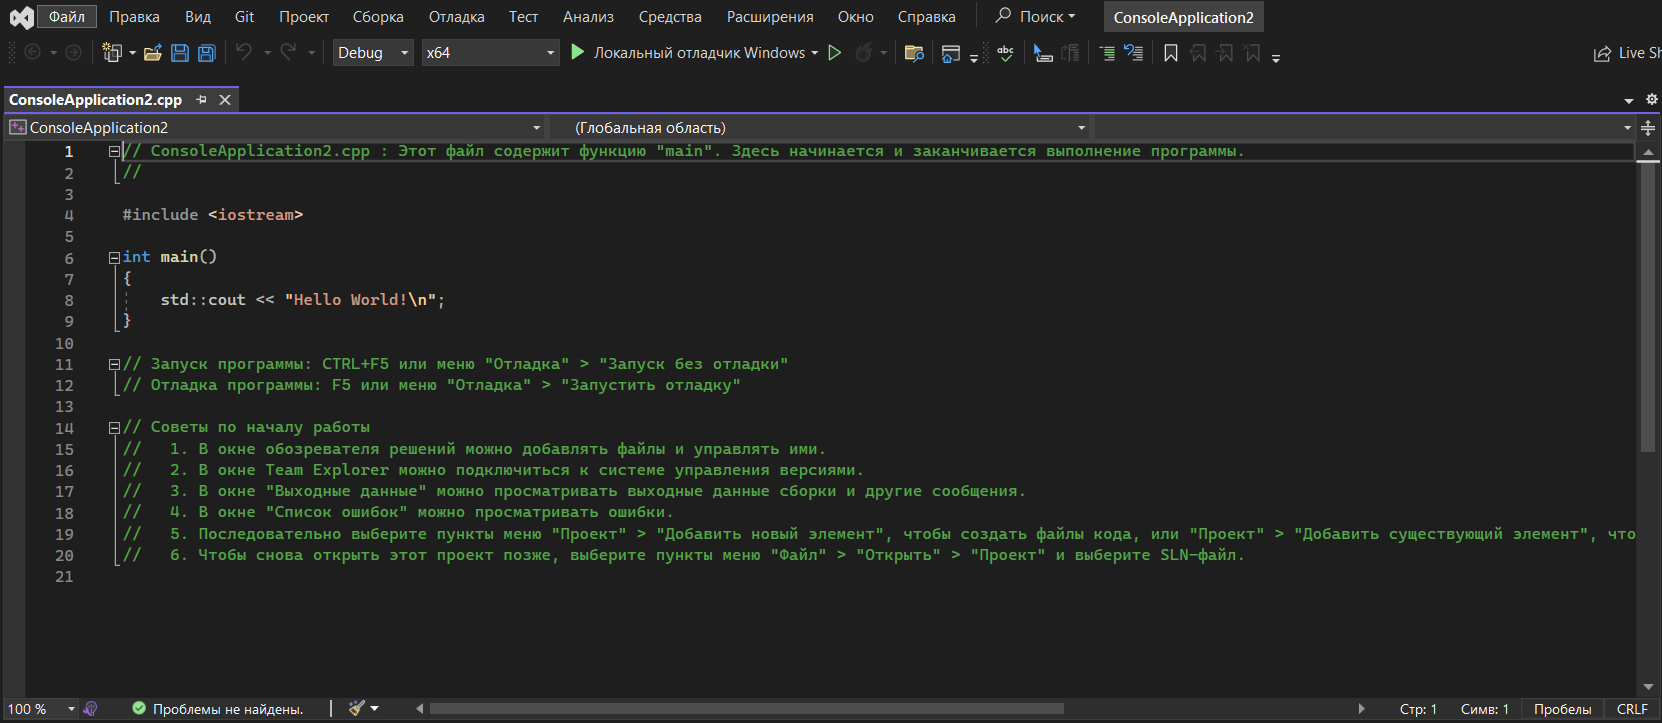 Файл Правка Вид Git Проект Сборка Отладка Тест Анализ Средства Расширения Окно Справка Поиск ConsoleApplication2
Debug x64 Локальный отладчик Windows abc Live Sh
ConsoleApplication2.cpp
ConsoleApplication2 (Глобальная область)
1 // ConsoleApplication2.cpp : Этот файл содержит функцию "main". Здесь начинается и заканчивается выполнение программы.
2 //
3
4 #include <iostream>
5
6 int main()
7 {
8 std::cout << "Hello World!\n";
9 }
10
11 // Запуск программы: CTRL+F5 или меню "Отладка" > "Запуск без отладки"
12 // Отладка программы: F5 или меню "Отладка" > "Запустить отладку"
13
14 // Советы по началу работы
15 // 1. В окне обозревателя решений можно добавлять файлы и управлять ими.
16 // 2. В окне Team Explorer можно подключиться к системе управления версиями.
17 // 3. В окне "Выходные данные" можно просматривать выходные данные сборки и другие сообщения.
18 // 4. В окне "Список ошибок" можно просматривать ошибки.
19 // 5. Последовательно выберите пункты меню "Проект" > "Добавить новый элемент", чтобы создать файлы кода, или "Проект" > "Добавить существующий элемент", что
20 // 6. Чтобы снова открыть этот проект позже, выберите пункты меню "Файл" > "Открыть" > "Проект" и выберите SLN-файл.
21
100 % Проблемы не найдены. Стр: 1 Симв: 1 Пробелы CRLF